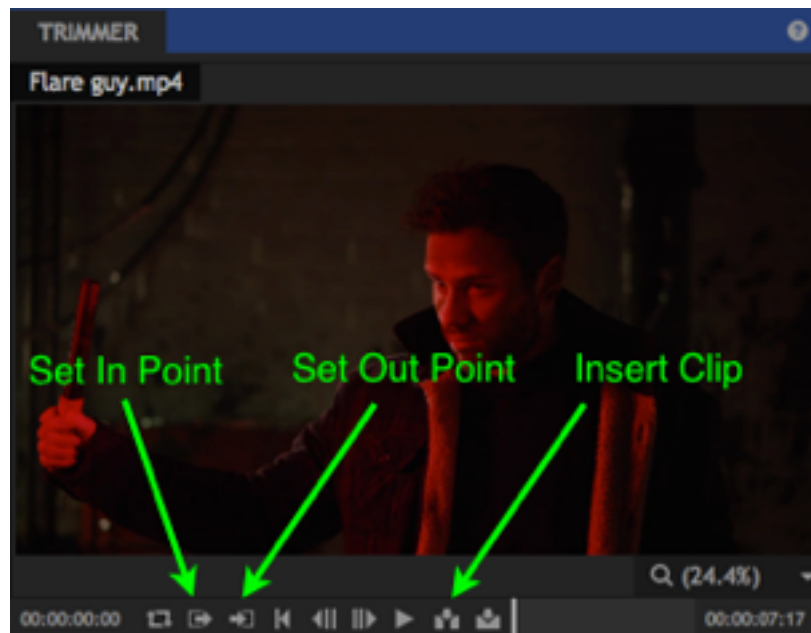 TRIMMER
Flare guy.mp4
Set In Point
Set Out Point
Insert Clip
(24.4%)
00:00:00:00
00:00:07:17